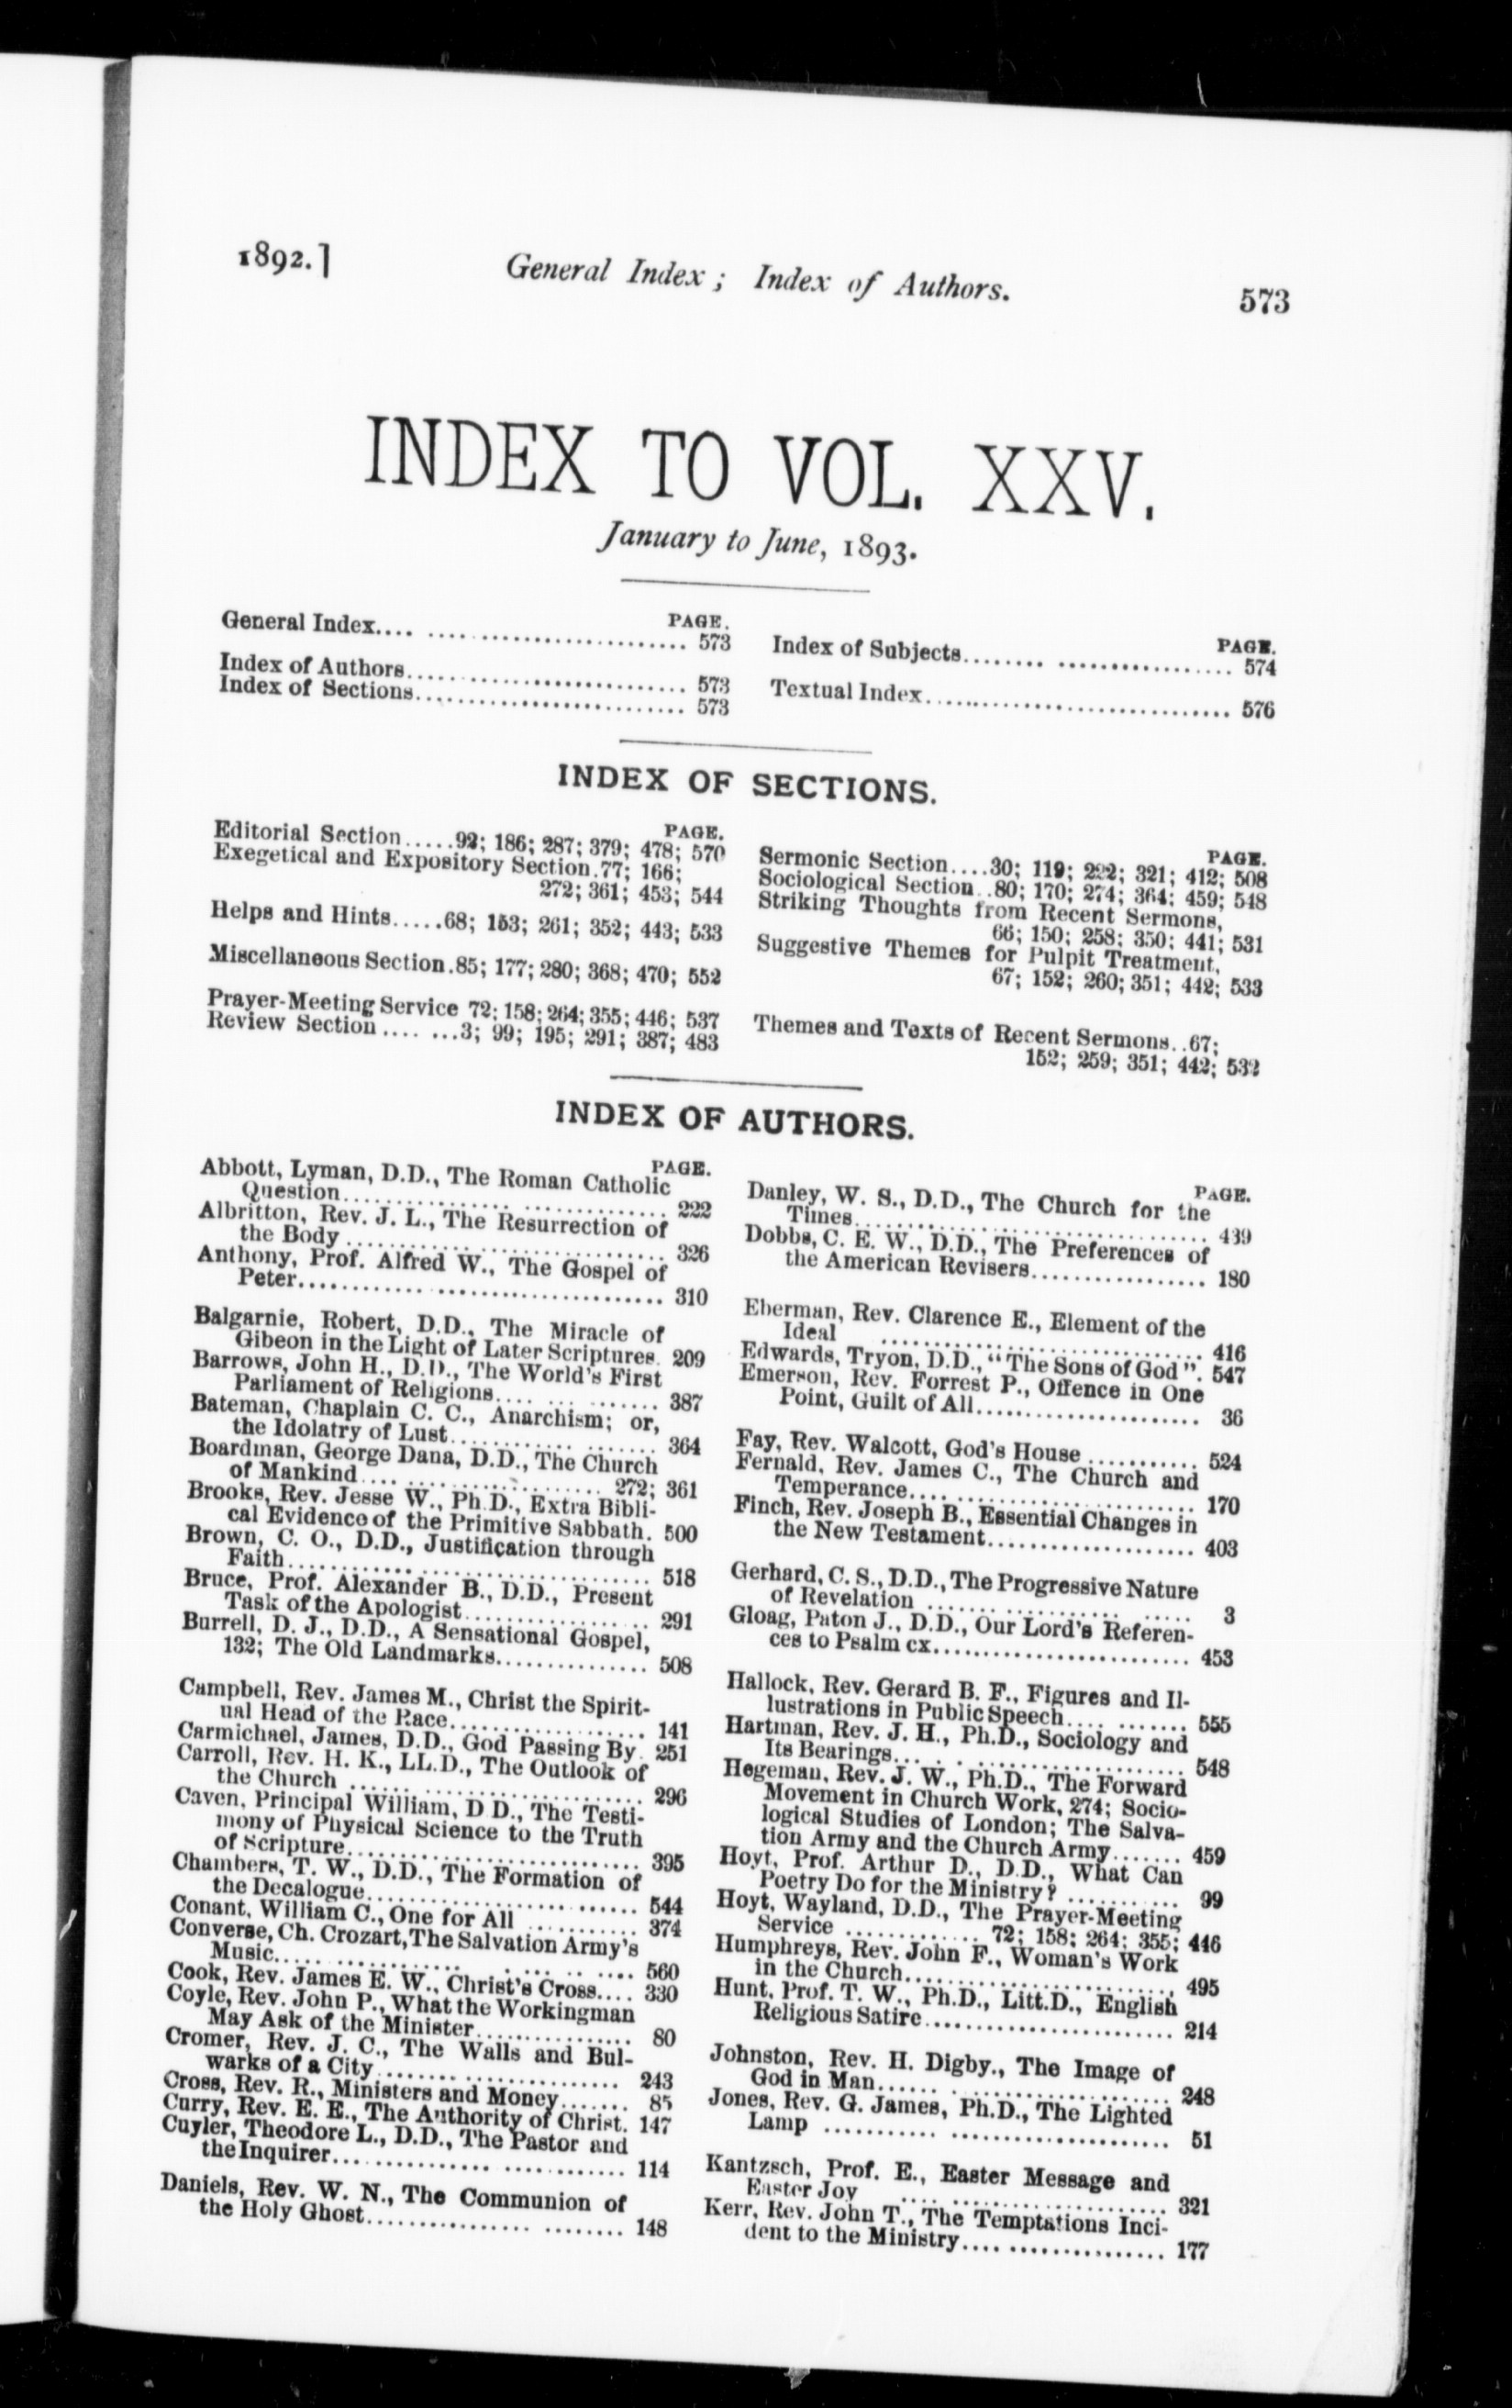 1892.] General Index; Index of Authors. 573
INDEX TO VOL. XXV.
January to June, 1893.
PAGE.
General Index.... .......................... 573
Index of Authors............................ 573
Index of Sections........................... 573
PAGE.
Index of Subjects........ ................. 574
Textual Index............................... 576
INDEX OF SECTIONS.
PAGE.
Editorial Section.....92; 186; 287; 379; 478; 570
Exegetical and Expository Section.77; 166;
272; 361; 453; 544
Helps and Hints.....68; 153; 261; 352; 443; 533
Miscellaneous Section.85; 177; 280; 368; 470; 552
Prayer-Meeting Service 72; 158; 264; 355; 446; 537
Review Section.... ...3; 99; 195; 291; 387; 483
PAGE.
Sermonic Section....30; 119; 222; 321; 412; 508
Sociological Section..80; 170; 274; 364; 459; 548
Striking Thoughts from Recent Sermons,
66; 150; 258; 350; 441; 531
Suggestive Themes for Pulpit Treatment,
67; 152; 260; 351; 442; 533
Themes and Texts of Recent Sermons..67;
152; 259; 351; 442; 532
INDEX OF AUTHORS.
PAGE.
Abbott, Lyman, D.D., The Roman Catholic
Question.............................. 222
Albritton, Rev. J. L., The Resurrection of
the Body.............................. 326
Anthony, Prof. Alfred W., The Gospel of
Peter................................. 310
Balgarnie, Robert, D.D., The Miracle of
Gibeon in the Light of Later Scriptures. 209
Barrows, John H., D.D., The World's First
Parliament of Religions.... ... ....... 387
Bateman, Chaplain C. C., Anarchism; or,
the Idolatry of Lust............ ....... 364
Boardman, George Dana, D.D., The Church
of Mankind.... ................. 272; 361
Brooks, Rev. Jesse W., Ph.D., Extra Bibli-
cal Evidence of the Primitive Sabbath. 500
Brown, C. O., D.D., Justification through
Faith................................. 518
Bruce, Prof. Alexander B., D.D., Present
Task of the Apologist................. 291
Burrell, D. J., D.D., A Sensational Gospel,
132; The Old Landmarks............... 508
Campbell, Rev. James M., Christ the Spirit-
ual Head of the Race.................. 141
Carmichael, James, D.D., God Passing By. 251
Carroll, Rev. H. K., LL.D., The Outlook of
the Church ........................... 296
Caven, Principal William, D D., The Testi-
mony of Physical Science to the Truth
of Scripture.......................... 395
Chambers, T. W., D.D., The Formation of
the Decalogue......................... 544
Conant, William C., One for All ........... 374
Converse, Ch. Crozart, The Salvation Army's
Music................................. 560
Cook, Rev. James E. W., Christ's Cross.... 330
Coyle, Rev. John P., What the Workingman
May Ask of the Minister............... 80
Cromer, Rev. J. C., The Walls and Bul-
warks of a City....................... 243
Cross, Rev. R., Ministers and Money....... 85
Curry, Rev. E. E., The Authority of Christ. 147
Cuyler, Theodore L., D.D., The Pastor and
the Inquirer............... ............ 114
Daniels, Rev. W. N., The Communion of
the Holy Ghost............... ........ 148
PAGE.
Danley, W. S., D.D., The Church for the
Times................................. 439
Dobbs, C. E. W., D.D., The Preferences of
the American Revisers................. 180
Eberman, Rev. Clarence E., Element of the
Ideal ................................ 416
Edwards, Tryon, D.D., “The Sons of God”. 547
Emerson, Rev. Forrest P., Offence in One
Point, Guilt of All...................... 36
Fay, Rev. Walcott, God's House ........... 524
Fernald, Rev. James C., The Church and
Temperance............................ 170
Finch, Rev. Joseph B., Essential Changes in
the New Testament.................... 403
Gerhard, C. S., D.D., The Progressive Nature
of Revelation .................. ..... 3
Gloag, Paton J., D.D., Our Lord's Referen-
ces to Psalm cx......................... 453
Hallock, Rev. Gerard B. F., Figures and Il-
lustrations in Public Speech.... ........ 555
Hartman, Rev. J. H., Ph.D., Sociology and
Its Bearings... . ..................... 548
Hegeman, Rev. J. W., Ph.D., The Forward
Movement in Church Work, 274; Socio-
logical Studies of London; The Salva-
tion Army and the Church Army....... 459
Hoyt, Prof. Arthur D., D.D., What Can
Poetry Do for the Ministry? ........... 99
Hoyt, Wayland, D.D., The Prayer-Meeting
Service ............. 72; 158; 264; 355; 446
Humphreys, Rev. John F., Woman's Work
in the Church.......................... 495
Hunt, Prof. T. W., Ph.D., Litt.D., English
Religious Satire........................ 214
Johnston, Rev. H. Digby., The Image of
God in Man...... . .................... 248
Jones, Rev. G. James, Ph.D., The Lighted
Lamp ........... ..................... 51
Kantzsch, Prof. E., Easter Message and
Easter Joy .......................... 321
Kerr, Rev. John T., The Temptations Inci-
dent to the Ministry.... ................ 177